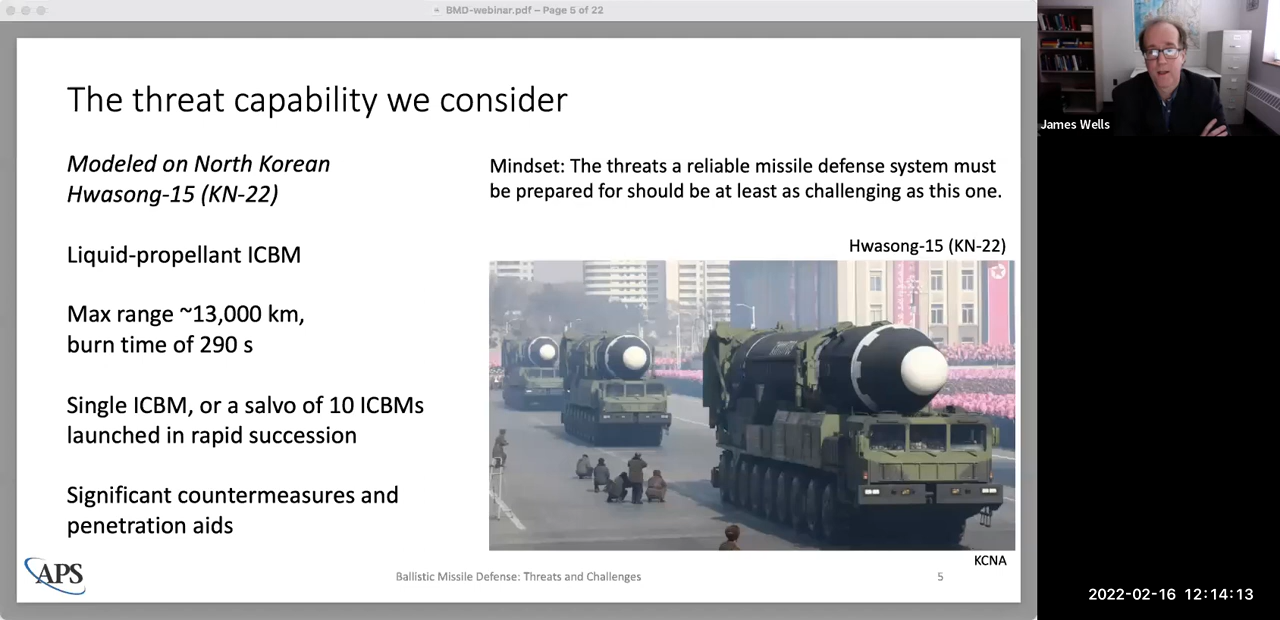 BMD-webinar.pdf – Page 5 of 22
The threat capability we consider
Modeled on North Korean
Hwasong-15 (KN-22)
Liquid-propellant ICBM
Max range ~13,000 km,
burn time of 290 s
Single ICBM, or a salvo of 10 ICBMs
launched in rapid succession
Significant countermeasures and
penetration aids
Mindset: The threats a reliable missile defense system must
be prepared for should be at least as challenging as this one.
Hwasong-15 (KN-22)
KCNA
APS
Ballistic Missile Defense: Threats and Challenges
5
James Wells
2022-02-16 12:14:13